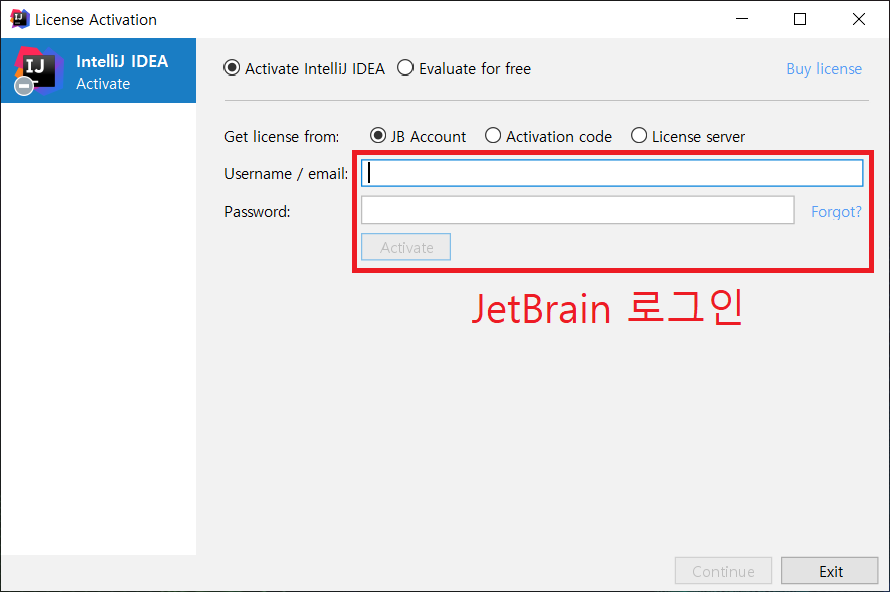 License Activation
IJ
IntelliJ IDEA
Activate
Activate IntelliJ IDEA Evaluate for free Buy license
Get license from: JB Account Activation code License server
Username / email:
Password: Forgot?
Activate
JetBrain 로그인
Continue Exit